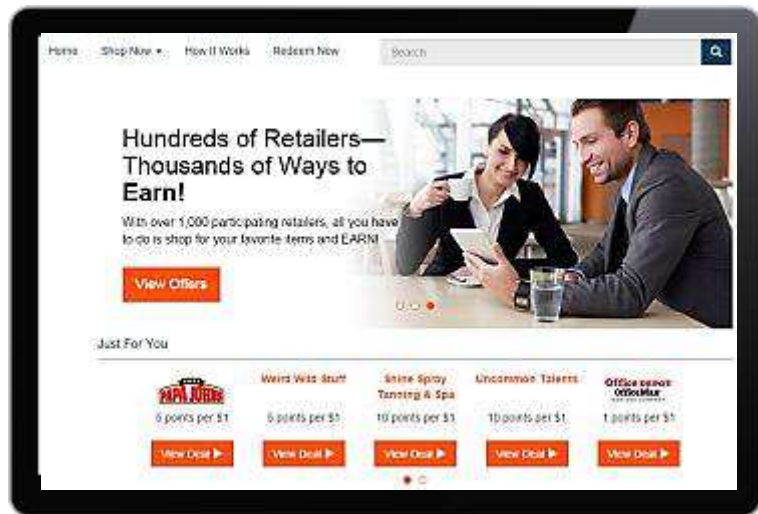 Home Shop Now How It Works Redeem Now Search
Hundreds of Retailers—
Thousands of Ways to
Earn!
With over 1,000 participating retailers, all you have
to do is shop for your favorite items and EARN!
View Offers
Just For You
PAPA JOHNS Weird Wild Stuff Shine Spray Tanning & Spa Uncommon Talents Office DEPOT OfficeMax
5 points per $1 5 points per $1 10 points per $1 10 points per $1 1 points per $1
View Deal View Deal View Deal View Deal View Deal